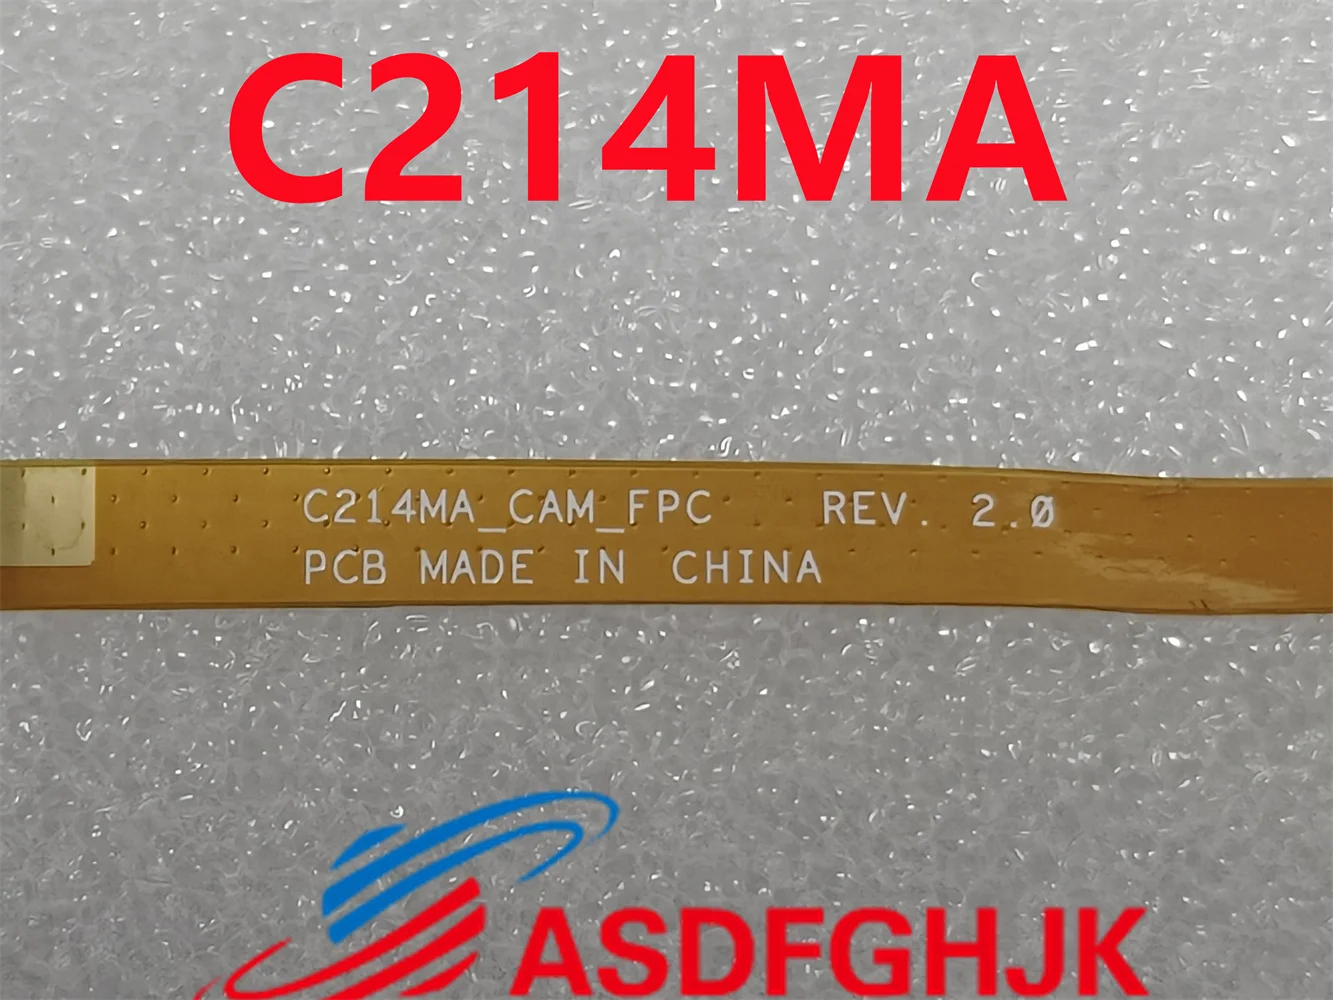 C214MA
C214MA_CAM_FPC REV. 2.0
PCB MADE IN CHINA
ASDFGHJK